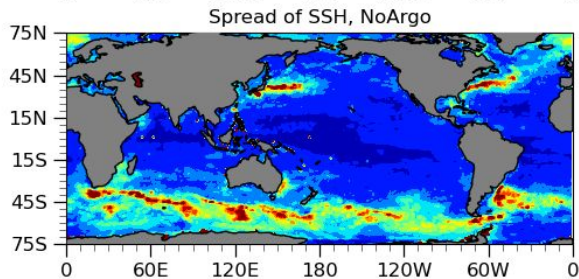 Spread of SSH, NoArgo
75N
45N
15N
15S
45S
75S
0 60E 120E 180 120W 60W 0